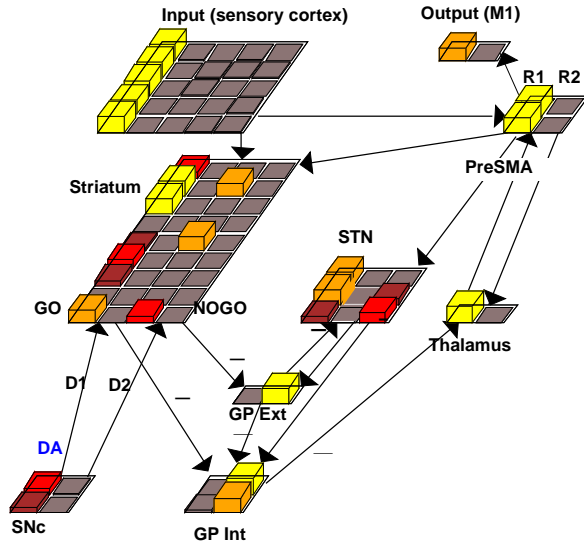 Input (sensory cortex)
Output (M1)
R1 R2
PreSMA
Striatum
STN
GO
NOGO
Thalamus
D1
D2
GP Ext
DA
SNc
GP Int